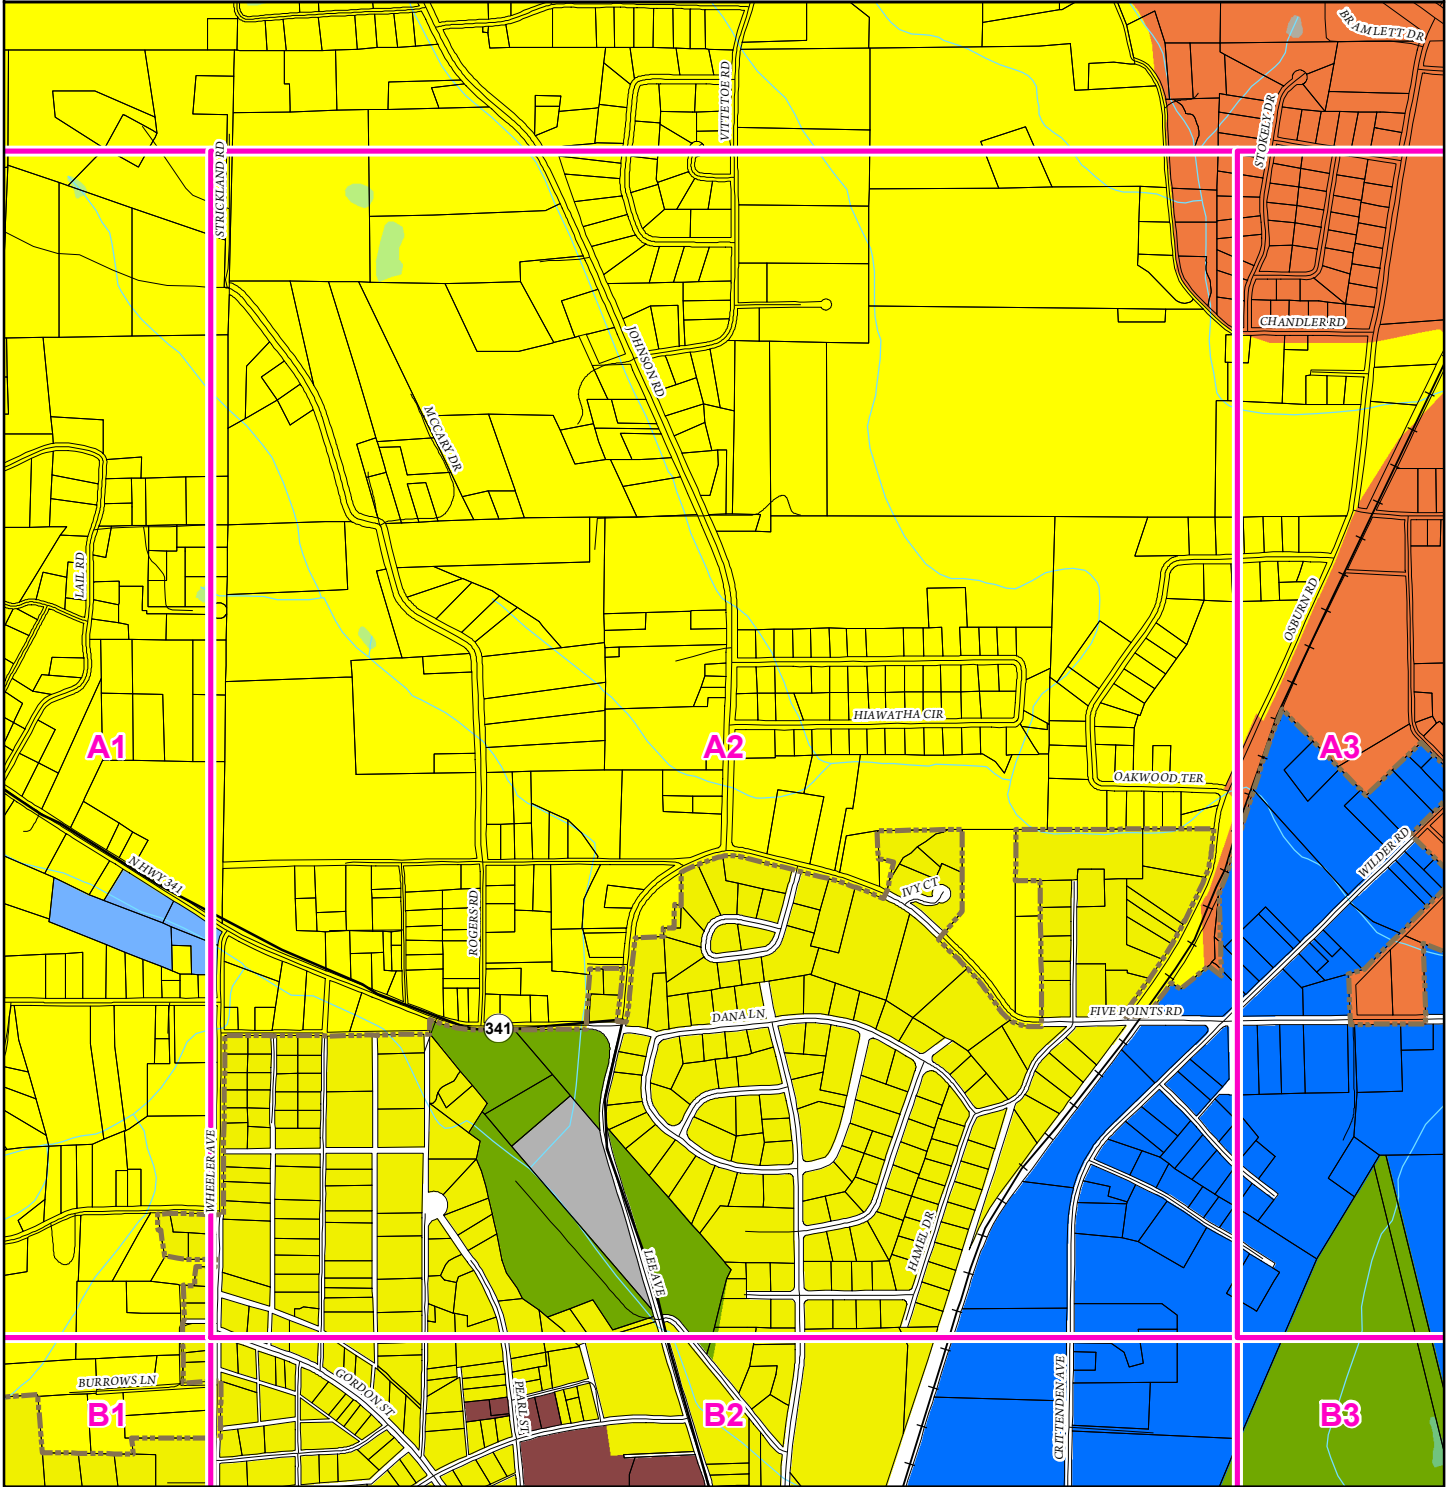 BRAMLETT DR
VITTETOE RD
STOKELY DR
STRICKLAND RD
CHANDLER RD
JOHNSON RD
MCCARY DR
LAIL RD
OSBURN RD
HIAWATHA CIR
A1
A2
A3
OAKWOOD TER
WILDER RD
N HWY 341
IVY CT
ROGERS RD
DANA LN
FIVE POINTS RD
341
WHEELER AVE
HAMEL DR
LEE AVE
BURROWS LN
GORDON ST
PEARL ST
CRITTENDEN AVE
B1
B2
B3